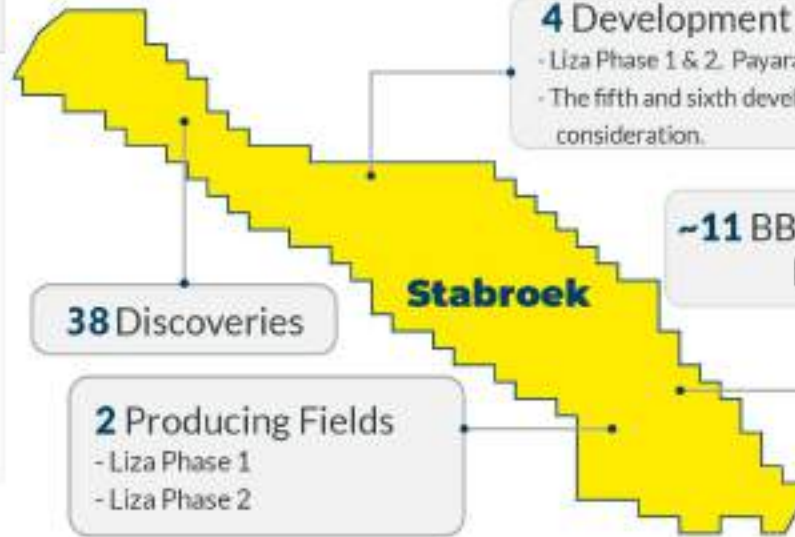 4 Development
- Liza Phase 1 & 2, Payara
- The fifth and sixth devel
consideration.
~11 BB
Stabroek
38 Discoveries
2 Producing Fields
- Liza Phase 1
- Liza Phase 2